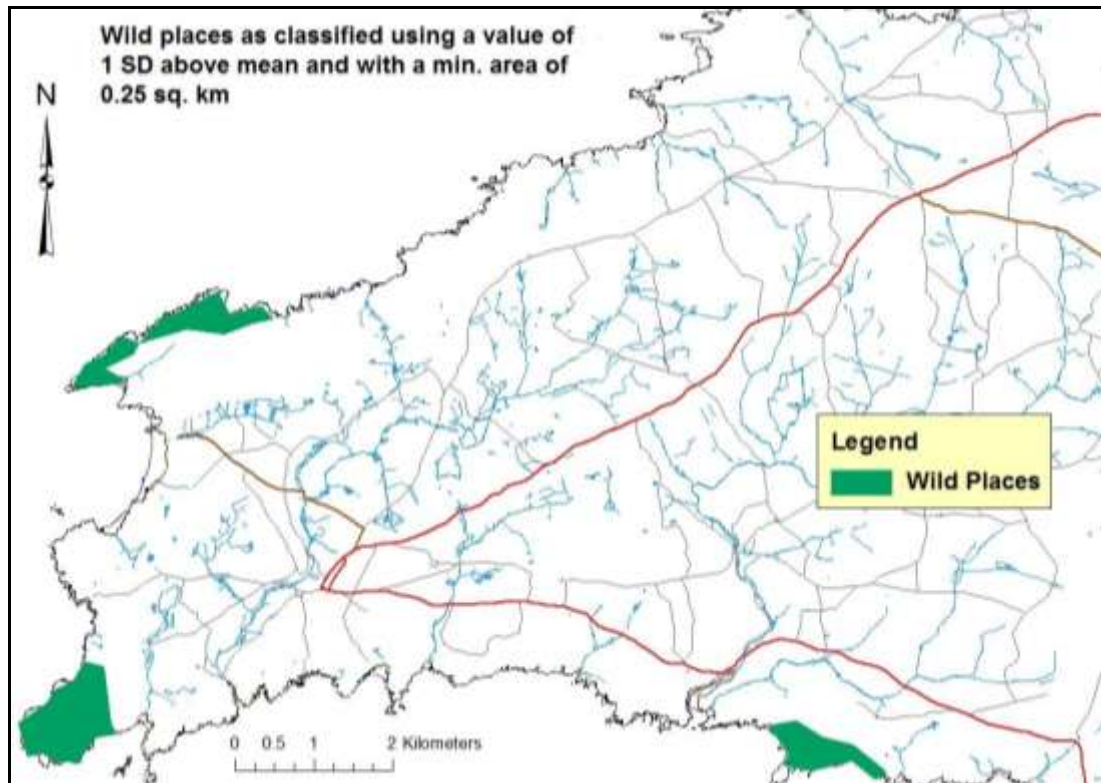 Wild places as classified using a value of
1 SD above mean and with a min. area of
0.25 sq. km
N
Legend
Wild Places
0 0.5 1 2 Kilometers